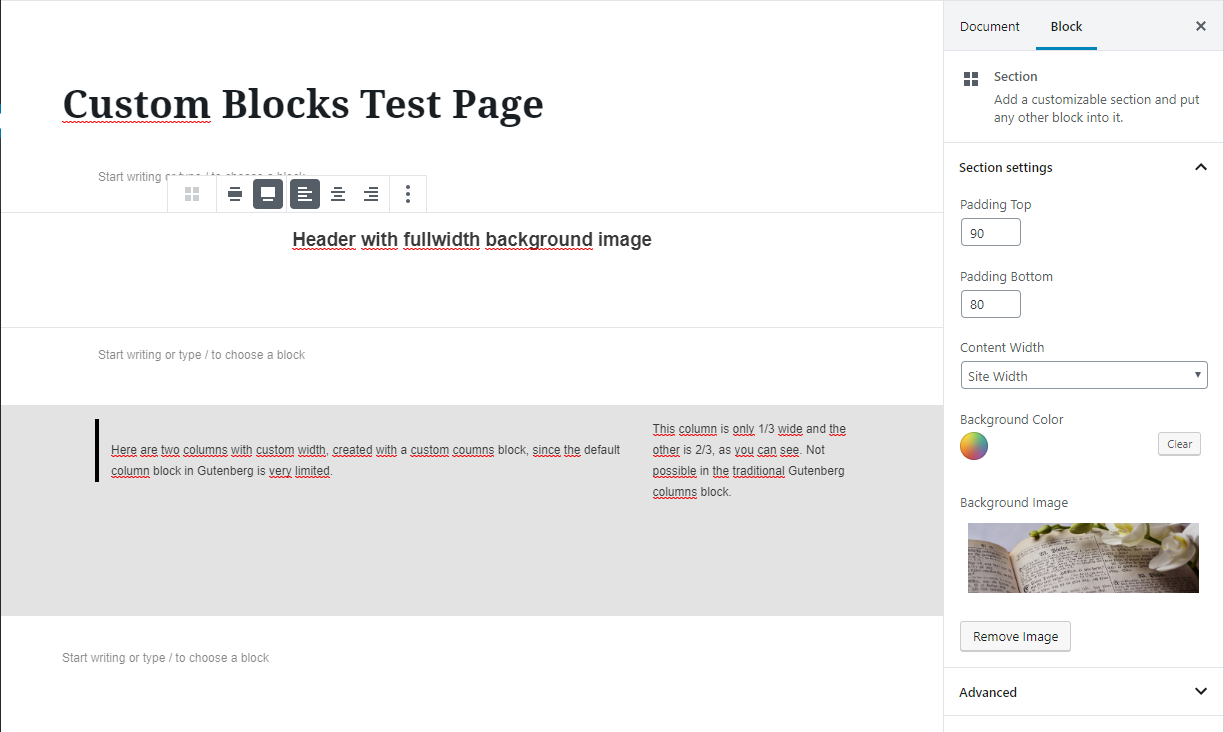 Custom Blocks Test Page
Start writing or type / to choose a block
Header with fullwidth background image
Start writing or type / to choose a block
Here are two columns with custom width, created with a custom coumns block, since the default
column block in Gutenberg is very limited.
This column is only 1/3 wide and the
other is 2/3, as you can see. Not
possible in the traditional Gutenberg
columns block.
Start writing or type / to choose a block
Document
Block
Section
Add a customizable section and put
any other block into it.
Section settings
Padding Top
90
Padding Bottom
80
Content Width
Site Width
Background Color
Clear
Background Image
Remove Image
Advanced